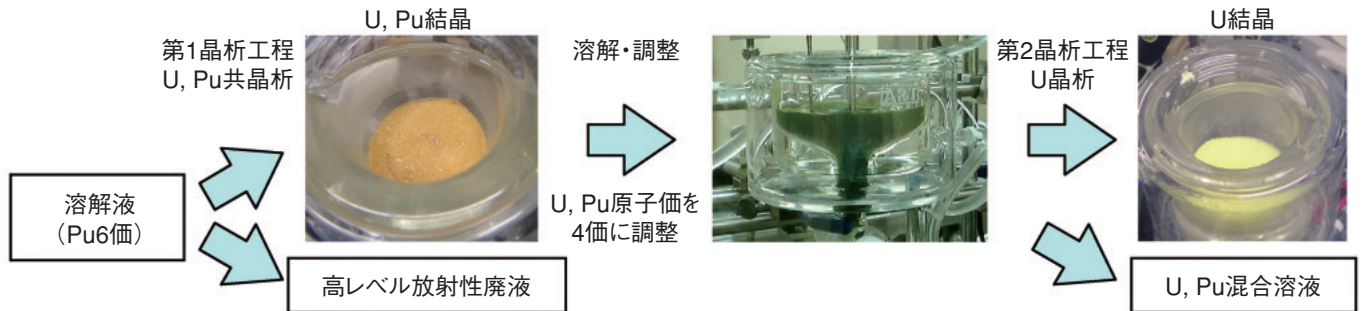 U, Pu結晶
第1晶析工程
U, Pu共晶析
溶解液
（Pu6価）
高レベル放射性廃液
溶解・調整
U, Pu原子価を
4価に調整
第2晶析工程
U晶析
U結晶
U, Pu混合溶液